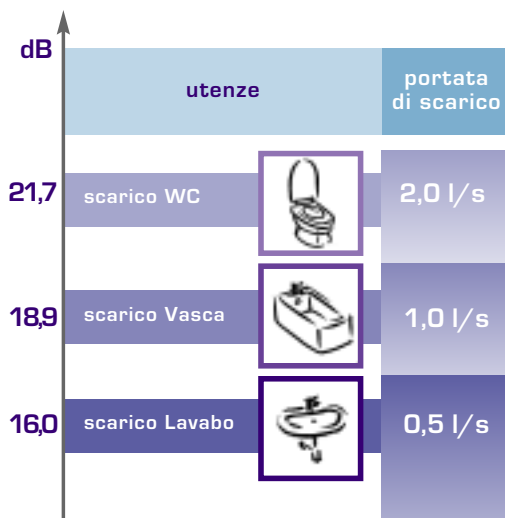 dB
utenze
portata
di scarico
21,7
scarico WC
2,0 l/s
18,9
scarico Vasca
1,0 l/s
16,0
scarico Lavabo
0,5 l/s